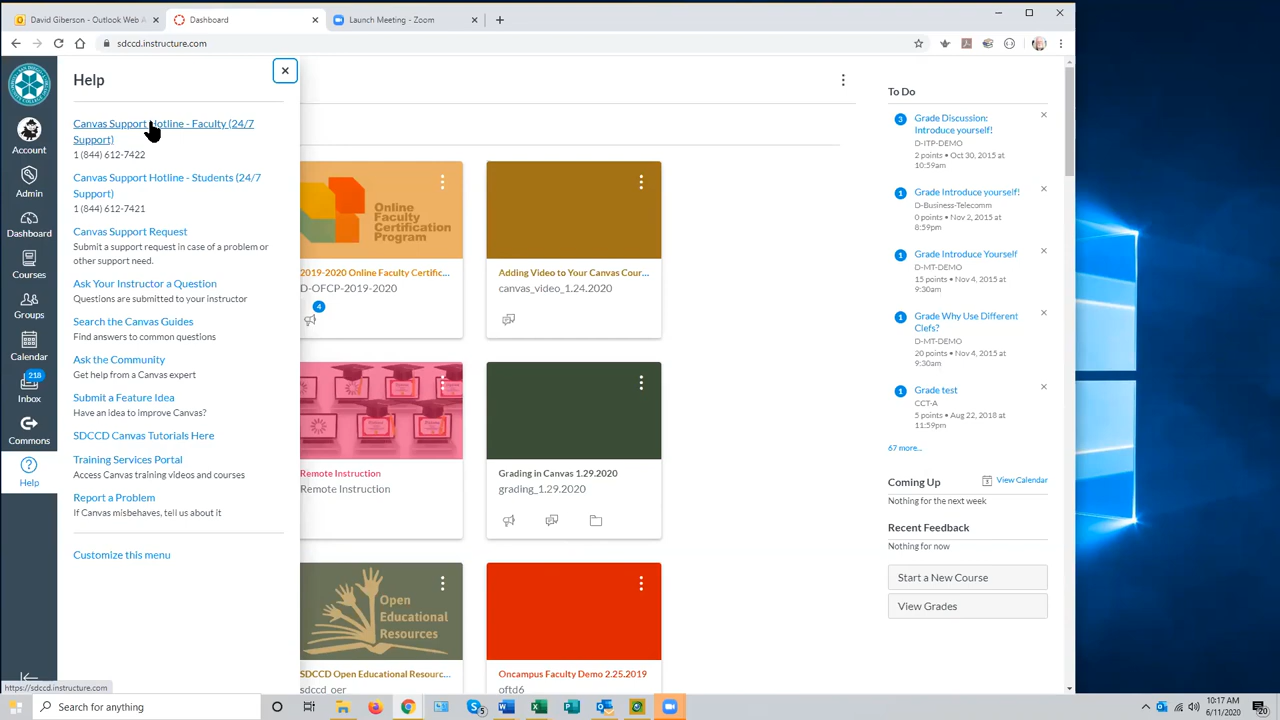 David Giberson - Outlook Web A
Dashboard
Launch Meeting - Zoom
sdccd.instructure.com
Account
Admin
Dashboard
Courses
Groups
Calendar
218
Inbox
Commons
Help
Help
Canvas Support Hotline - Faculty (24/7
Support)
1 (844) 612-7422
Canvas Support Hotline - Students (24/7
Support)
1 (844) 612-7421
Canvas Support Request
Submit a support request in case of a problem or
other support need.
Ask Your Instructor a Question
Questions are submitted to your instructor
Search the Canvas Guides
Find answers to common questions
Ask the Community
Get help from a Canvas expert
Submit a Feature Idea
Have an idea to improve Canvas?
SDCCD Canvas Tutorials Here
Training Services Portal
Access Canvas training videos and courses
Report a Problem
If Canvas misbehaves, tell us about it
Customize this menu
Online
Faculty
Certification
Program
2019-2020 Online Faculty Certific...
D-OFCP-2019-2020
4
Adding Video to Your Canvas Cour...
canvas_video_1.24.2020
Remote Instruction
Remote Instruction
Grading in Canvas 1.29.2020
grading_1.29.2020
Open
Educational
Resources
SDCCD Open Educational Resourc...
sdccd_oer
Oncampus Faculty Demo 2.25.2019
oftd6
To Do
3
Grade Discussion:
Introduce yourself!
D-ITP-DEMO
2 points • Oct 30, 2015 at
10:59am
1
Grade Introduce yourself!
D-Business-Telecomm
0 points • Nov 2, 2015 at
8:59pm
1
Grade Introduce Yourself
D-MT-DEMO
15 points • Nov 4, 2015 at
9:30am
1
Grade Why Use Different
Clefs?
D-MT-DEMO
20 points • Nov 4, 2015 at
9:30am
1
Grade test
CCT-A
5 points • Aug 22, 2018 at
11:59pm
67 more...
Coming Up
View Calendar
Nothing for the next week
Recent Feedback
Nothing for now
Start a New Course
View Grades
https://sdccd.instructure.com
Search for anything
10:17 AM
6/11/2020
20